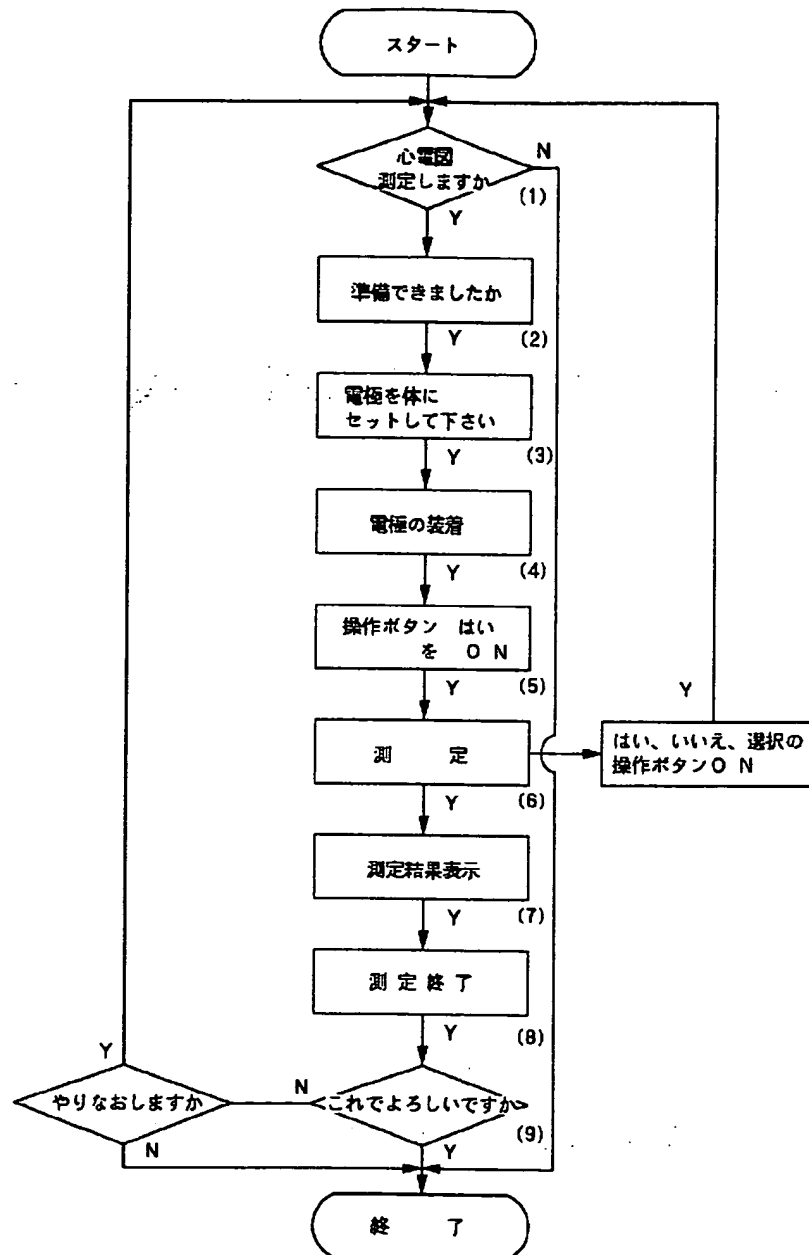 スタート
心電図
測定しますか
N
(1)
Y
準備できましたか
Y
(2)
電極を体に
セットして下さい
Y
(3)
電極の装着
Y
(4)
操作ボタン はい
を ON
Y
(5)
Y
測 定
はい、いいえ、選択の
操作ボタンON
Y
(6)
測定結果表示
Y
(7)
測定終了
Y
(8)
Y
やりなおしますか
N
これでよろしいですか
(9)
N
Y
終 了